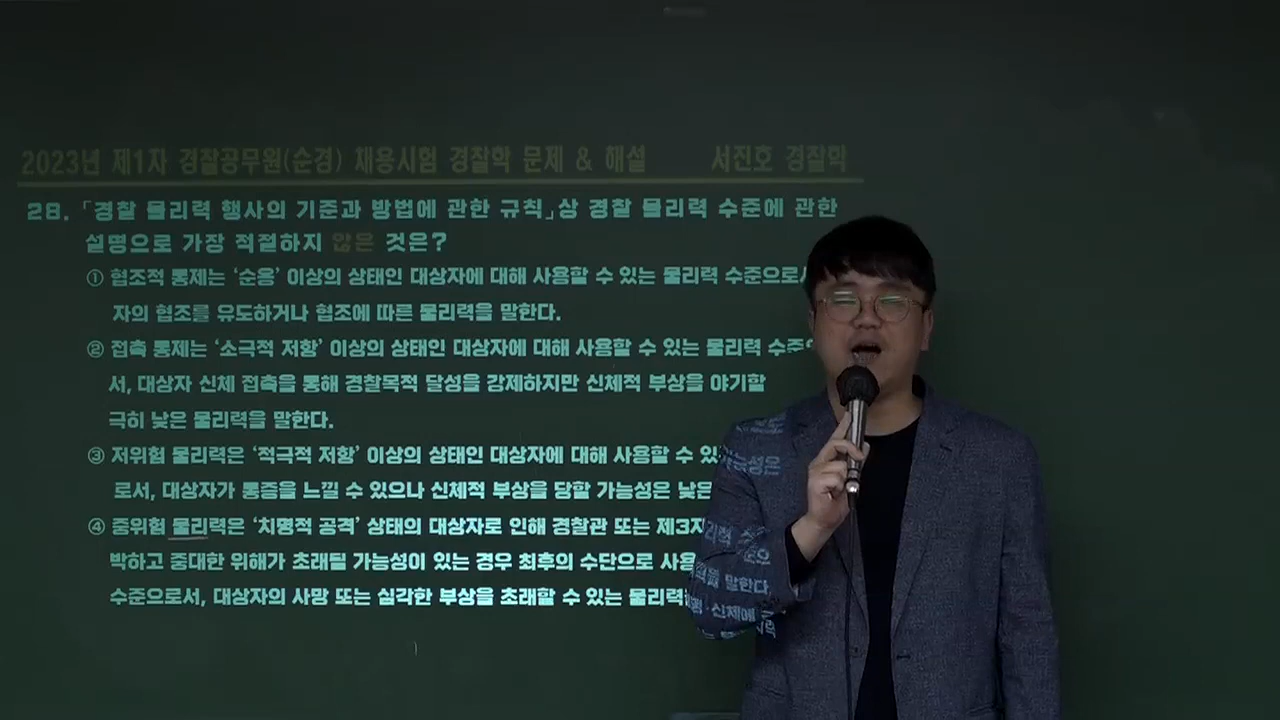 2023년 제1차 경찰공무원(순경) 채용시험 경찰학 문제 & 해설 서진호 경찰학
28. 「경찰 물리력 행사의 기준과 방법에 관한 규칙」상 경찰 물리력 수준에 관한
설명으로 가장 적절하지 않은 것은?
① 협조적 통제는 '순응' 이상의 상태인 대상자에 대해 사용할 수 있는 물리력 수준으로서
자의 협조를 유도하거나 협조에 따른 물리력을 말한다.
② 접촉 통제는 '소극적 저항' 이상의 상태인 대상자에 대해 사용할 수 있는 물리력
서, 대상자 신체 접촉을 통해 경찰목적 달성을 강제하지만 신체적 부상을 야기할
극히 낮은 물리력을 말한다.
③ 저위험 물리력은 '적극적 저항' 이상의 상태인 대상자에 대해 사용할 수
로서, 대상자가 통증을 느낄 수 있으나 신체적 부상을 당할 가능성은 낮은
④ 중위험 물리력은 '치명적 공격' 상태의 대상자로 인해 경찰관 또는
박하고 중대한 위해가 초래될 가능성이 있는 경우 최후의 수단으로
수준으로서, 대상자의 사망 또는 심각한 부상을 초래할 수 있는 물리력을 말한다.